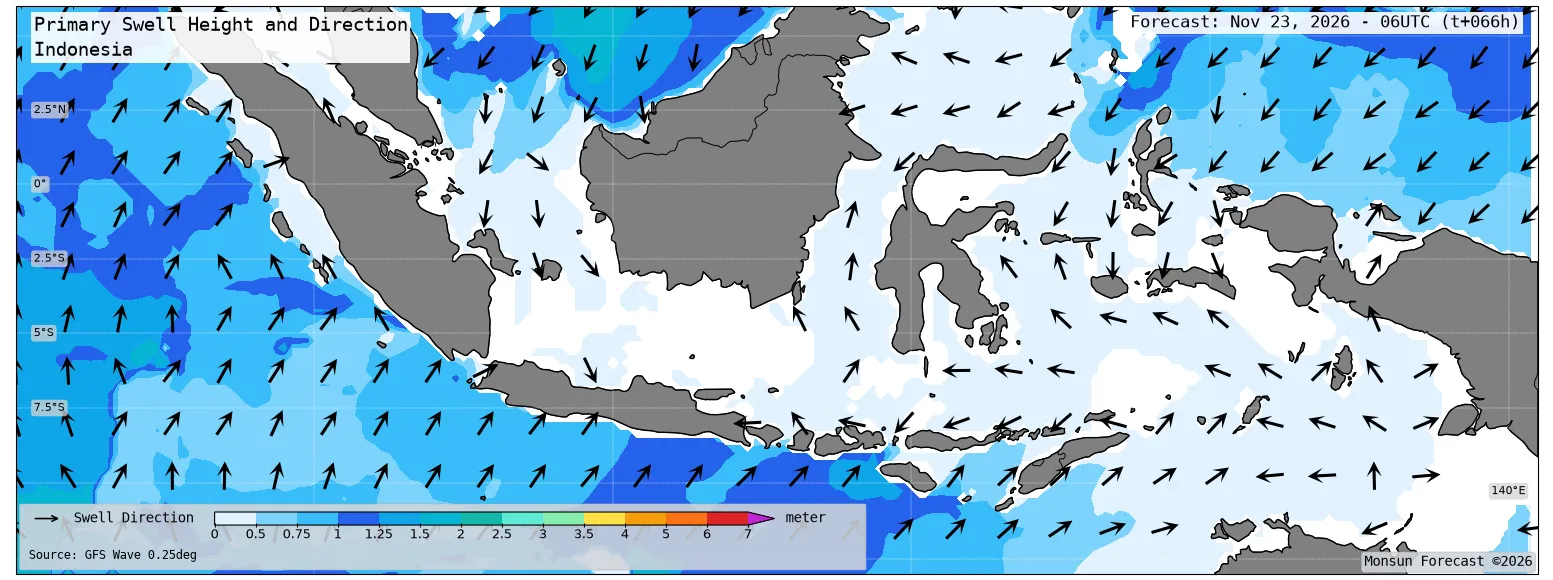 Primary Swell Height and Direction
Indonesia
Forecast: Nov 23, 2026 - 06UTC (t+066h)
2.5°N
0°
2.5°S
5°S
7.5°S
140°E
Swell Direction
0 0.5 0.75 1 1.25 1.5 2 2.5 3 3.5 4 5 6 7
meter
Source: GFS Wave 0.25deg
Monsun Forecast ©2026